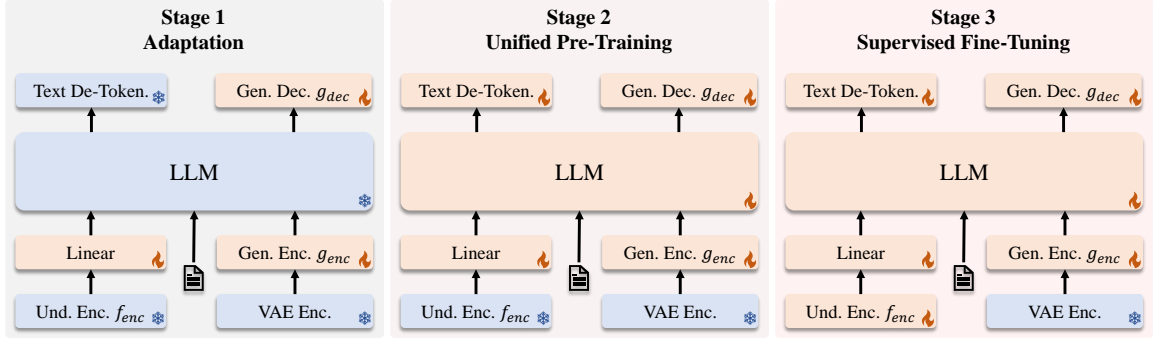 Stage 1
Adaptation
Text De-Token.
Gen. Dec. g_dec
LLM
Linear
Gen. Enc. g_enc
Und. Enc. f_enc
VAE Enc.
Stage 2
Unified Pre-Training
Text De-Token.
Gen. Dec. g_dec
LLM
Linear
Gen. Enc. g_enc
Und. Enc. f_enc
VAE Enc.
Stage 3
Supervised Fine-Tuning
Text De-Token.
Gen. Dec. g_dec
LLM
Linear
Gen. Enc. g_enc
Und. Enc. f_enc
VAE Enc.